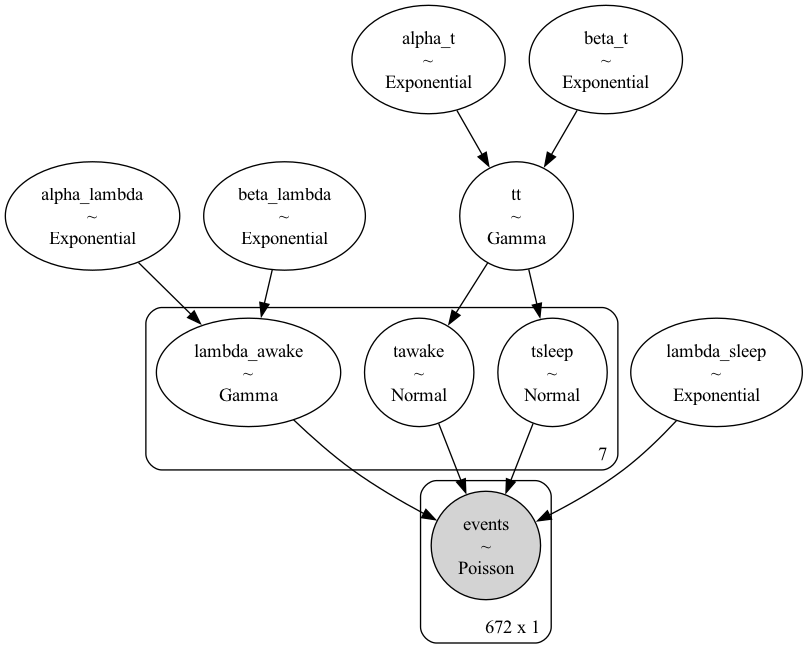 alpha_t
~
Exponential
beta_t
~
Exponential
alpha_lambda
~
Exponential
beta_lambda
~
Exponential
tt
~
Gamma
lambda_awake
~
Gamma
tawake
~
Normal
tsleep
~
Normal
7
lambda_sleep
~
Exponential
events
~
Poisson
672 x 1